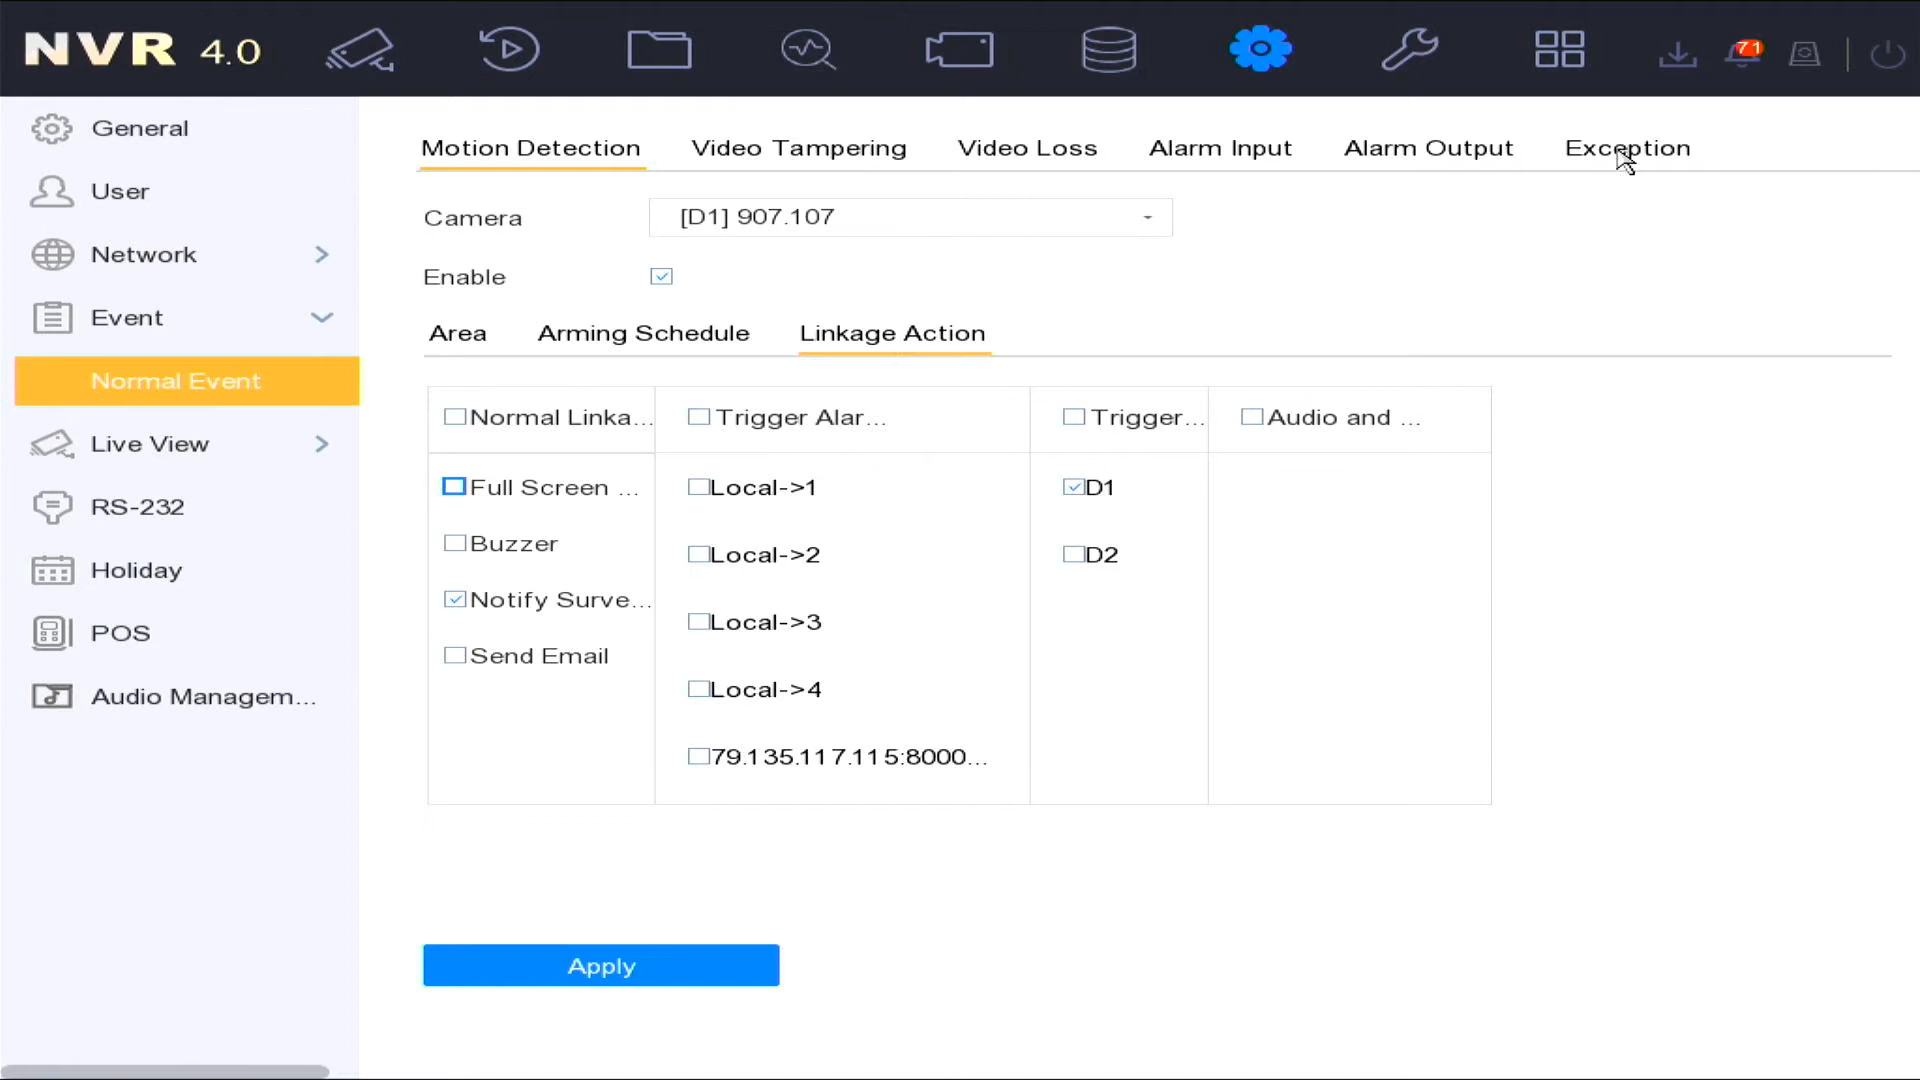 NVR 4.0
71
General
User
Network
Event
Normal Event
Live View
RS-232
Holiday
POS
Audio Managem...
Motion Detection Video Tampering Video Loss Alarm Input Alarm Output Exception
Camera [D1] 907.107
Enable
Area Arming Schedule Linkage Action
Normal Linka... Trigger Alar... Trigger... Audio and ...
Full Screen ... Local->1 D1
Buzzer Local->2 D2
Notify Surve... Local->3
Send Email Local->4
79.135.117.115:8000...
Apply